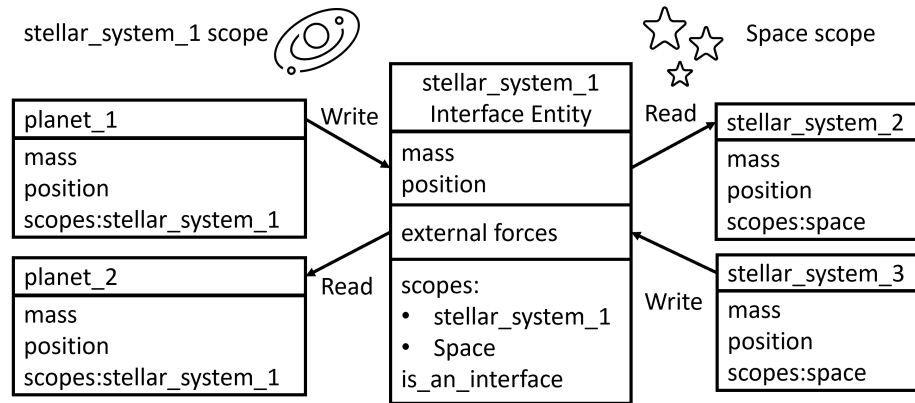 stellar_system_1 scope
Space scope
planet_1
mass
position
scopes:stellar_system_1
Write
stellar_system_1
Interface Entity
mass
position
external forces
scopes:
• stellar_system_1
• Space
is_an_interface
Read
stellar_system_2
mass
position
scopes:space
planet_2
mass
position
scopes:stellar_system_1
Read
Write
stellar_system_3
mass
position
scopes:space